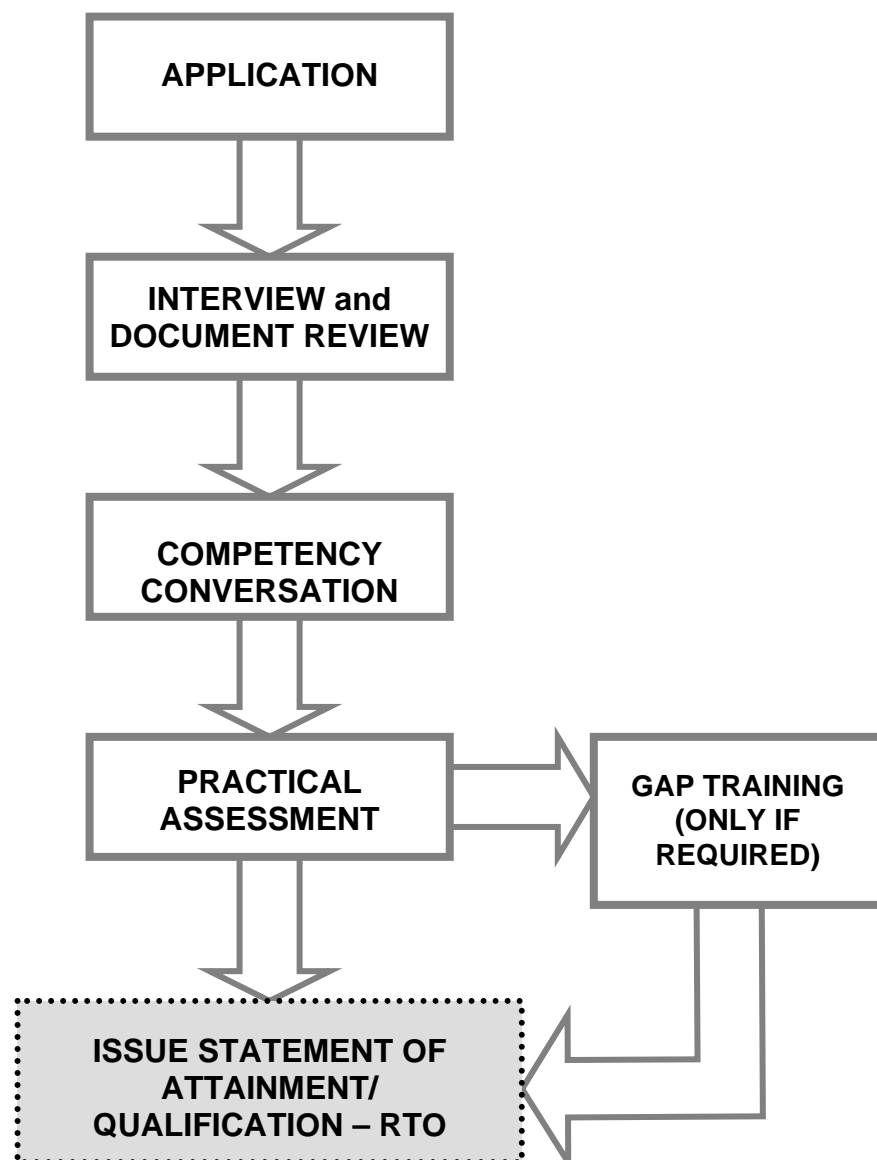 APPLICATION
INTERVIEW and
DOCUMENT REVIEW
COMPETENCY
CONVERSATION
PRACTICAL
ASSESSMENT
GAP TRAINING
(ONLY IF
REQUIRED)
ISSUE STATEMENT OF
ATTAINMENT/
QUALIFICATION – RTO